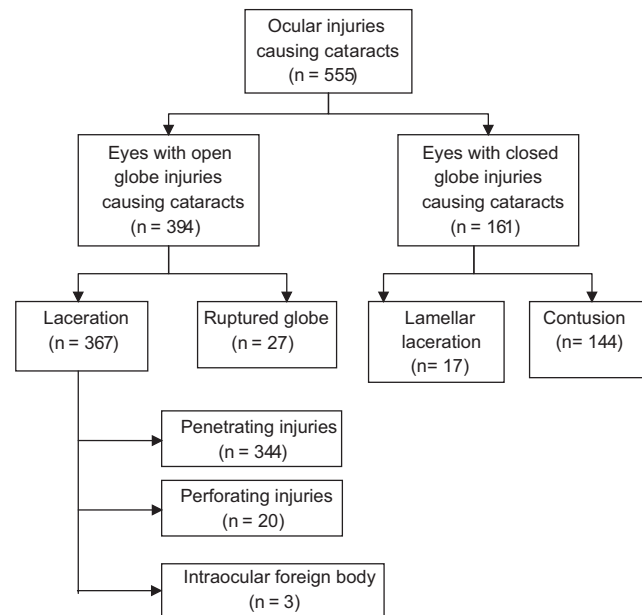 Ocular injuries
causing cataracts
(n = 555)
Eyes with open
globe injuries
causing cataracts
(n = 394)
Eyes with closed
globe injuries
causing cataracts
(n = 161)
Laceration
(n = 367)
Ruptured globe
(n = 27)
Lamellar
laceration
(n= 17)
Contusion
(n= 144)
Penetrating injuries
(n = 344)
Perforating injuries
(n = 20)
Intraocular foreign body
(n = 3)